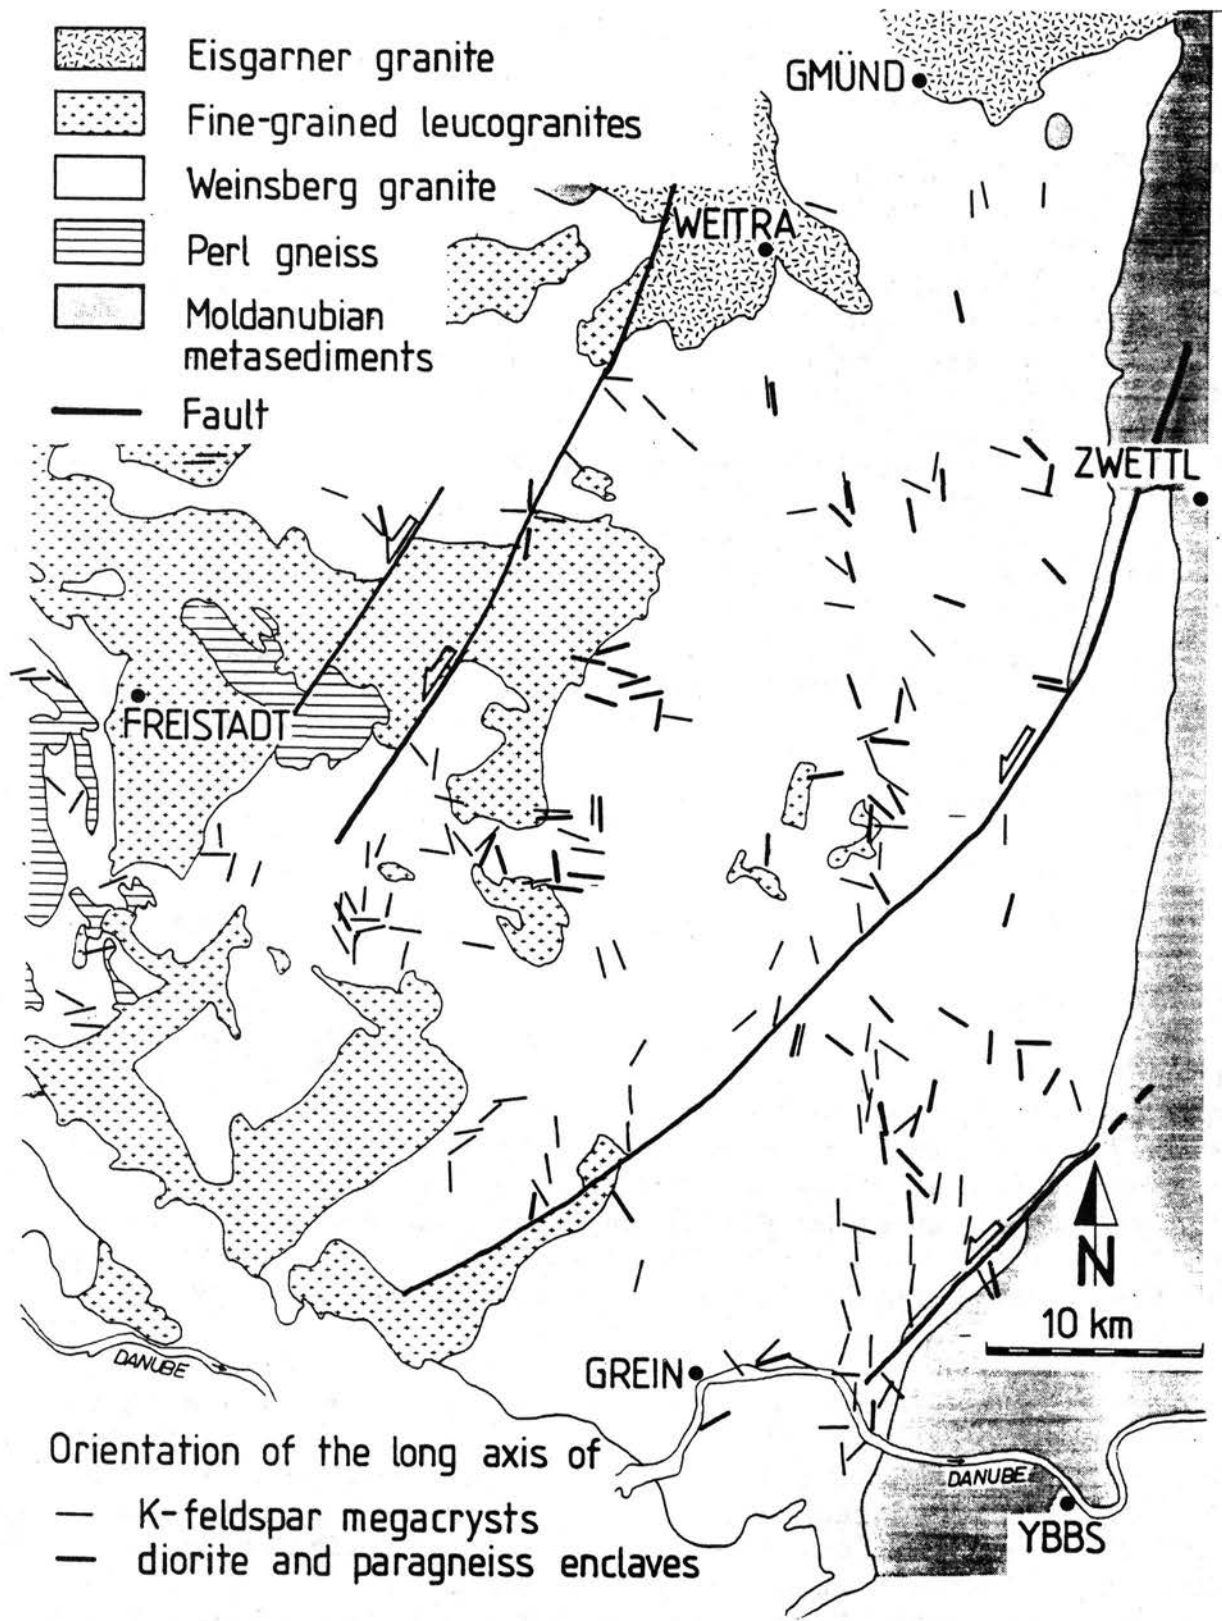 Eisgarner granite
Fine-grained leucogranites
Weinsberg granite
Perl gneiss
Moldanubian
metasediments
Fault
GMÜND
WEITRA
ZWETTL
FREISTADT
N
10 km
DANUBE
GREIN
DANUBE
YBBS
Orientation of the long axis of
K-feldspar megacrysts
diorite and paragneiss enclaves